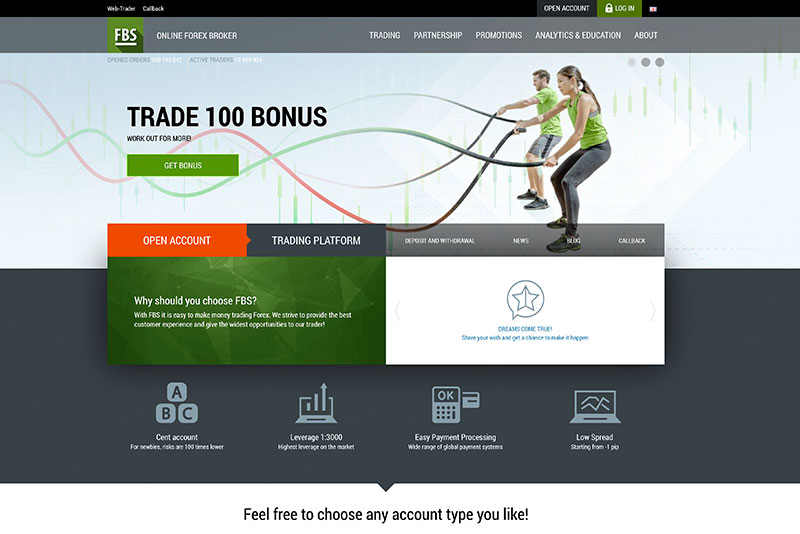 Web-Trader Callback OPEN ACCOUNT LOG IN
FBS ONLINE FOREX BROKER TRADING PARTNERSHIP PROMOTIONS ANALYTICS & EDUCATION ABOUT
OPENED ORDERS ACTIVE TRADERS
TRADE 100 BONUS
WORK OUT FOR MORE!
GET BONUS
OPEN ACCOUNT TRADING PLATFORM DEPOSIT AND WITHDRAWAL NEWS BLOG CALLBACK
Why should you choose FBS?
With FBS it is easy to make money trading Forex. We strive to provide the best
customer experience and give the widest opportunities to our trader!
DREAMS COME TRUE!
Share your wish and get a chance to make it happen
A
B C
OK
Cent account Leverage 1:3000 Easy Payment Processing Low Spread
For newbies, risks are 100 times lower Highest leverage on the market Wide range of global payment systems Starting from -1 pip
Feel free to choose any account type you like!